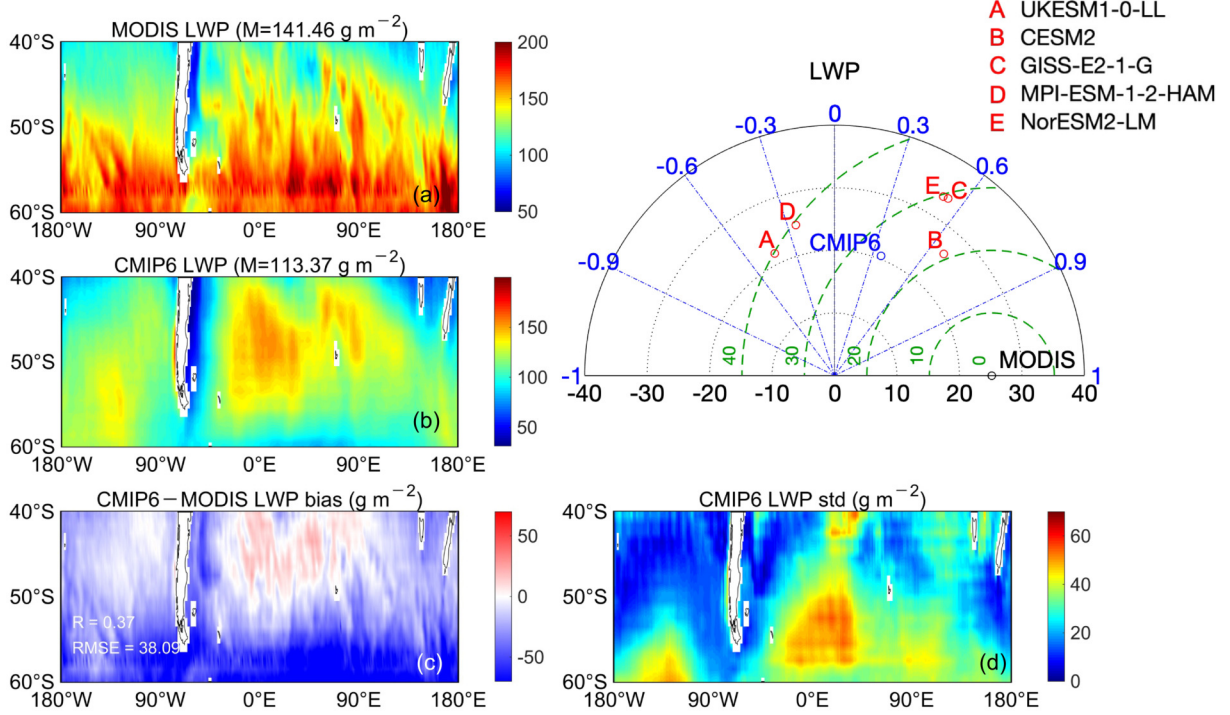 MODIS LWP (M=141.46 g m−2)
40°S
50°S
60°S
180°W 90°W 0°E 90°E 180°E
200
150
100
50
(a)
CMIP6 LWP (M=113.37 g m−2)
40°S
50°S
60°S
180°W 90°W 0°E 90°E 180°E
150
100
50
(b)
CMIP6−MODIS LWP bias (g m−2)
40°S
50°S
60°S
180°W 90°W 0°E 90°E 180°E
R = 0.37
RMSE = 38.09
50
0
-50
(c)
A UKESM1-0-LL
B CESM2
C GISS-E2-1-G
D MPI-ESM-1-2-HAM
E NorESM2-LM
LWP
-1 -0.9 -0.6 -0.3 0 0.3 0.6 0.9 1
A
D
CMIP6
E C
B
MODIS
40 30 20 10 0
-40 -30 -20 -10 0 10 20 30 40
CMIP6 LWP std (g m−2)
40°S
50°S
60°S
180°W 90°W 0°E 90°E 180°E
60
40
20
0
(d)